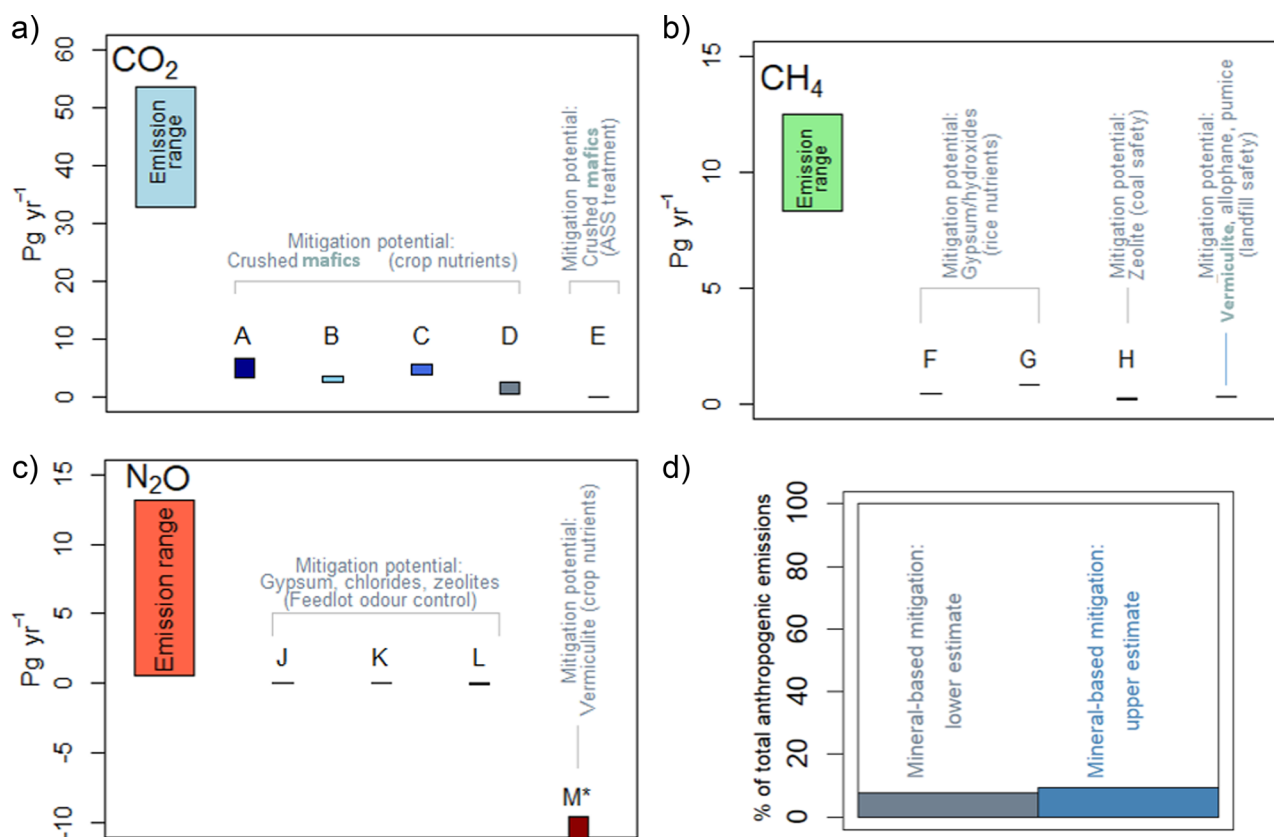 a)
CO₂
60
50
40
30
20
10
0
Pg yr⁻¹
Emission
range
Mitigation potential:
Crushed mafics (crop nutrients)
Mitigation potential:
Crushed mafics
(ASS treatment)
A
B
C
D
E
b)
CH₄
15
10
5
0
Pg yr⁻¹
Emission
range
Mitigation potential:
Gypsum/hydroxides
(rice nutrients)
Mitigation potential:
Zeolite (coal safety)
Mitigation potential:
Vermiculite, allophane, pumice
(landfill safety)
F
G
H
c)
N₂O
15
10
5
0
-5
-10
Pg yr⁻¹
Emission range
Mitigation potential:
Gypsum, chlorides, zeolites
(Feedlot odour control)
Mitigation potential:
Vermiculite (crop nutrients)
J
K
L
M*
d)
100
80
60
40
20
0
% of total anthropogenic emissions
Mineral-based mitigation:
lower estimate
Mineral-based mitigation:
upper estimate